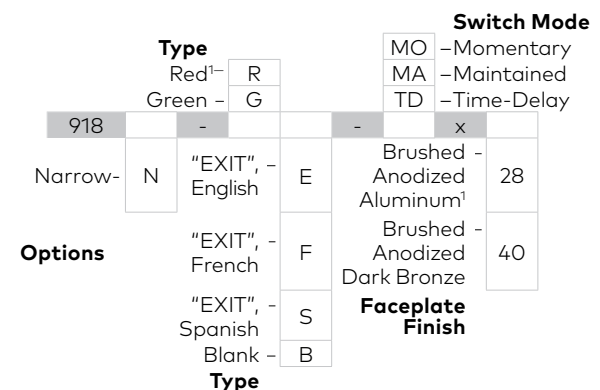 Switch Mode
Type
MO –Momentary
Red¹– R
MA –Maintained
Green – G
TD –Time-Delay
918 - - x
Narrow- N
"EXIT", – English E
Brushed - Anodized Aluminum¹ 28
Options
"EXIT", - French F
Brushed - Anodized Dark Bronze 40
"EXIT", - Spanish S
Faceplate Finish
Blank – B
Type